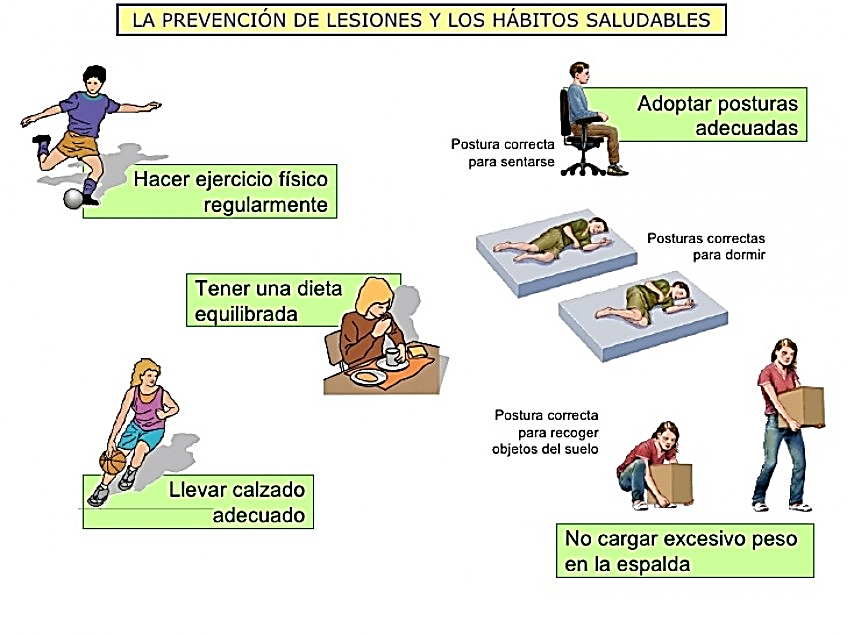 LA PREVENCIÓN DE LESIONES Y LOS HÁBITOS SALUDABLES
Hacer ejercicio físico
regularmente
Tener una dieta
equilibrada
Llevar calzado
adecuado
Adoptar posturas
adecuadas
Postura correcta
para sentarse
Posturas correctas
para dormir
Postura correcta
para recoger
objetos del suelo
No cargar excesivo peso
en la espalda